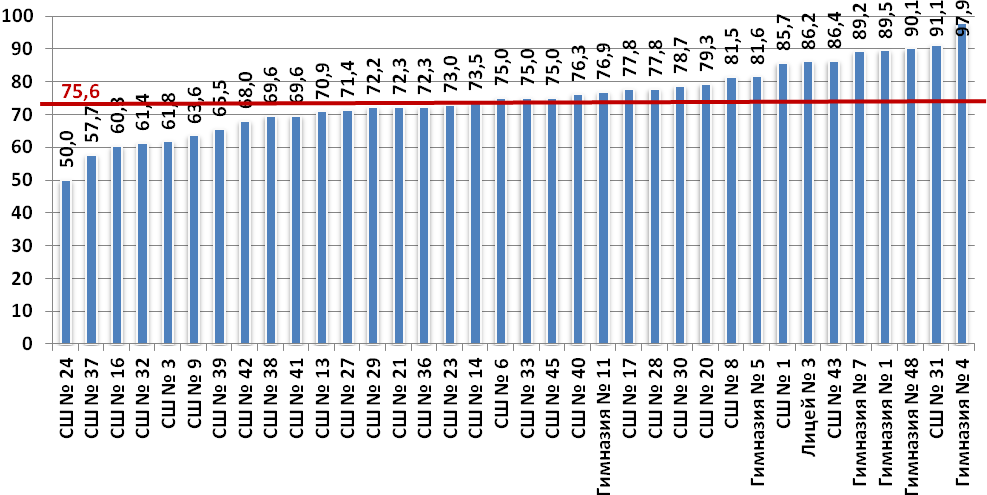 100
90
80
70
60
50
40
30
20
10
0
75,6
50,0
57,7
60,3
61,4
61,8
63,6
65,5
68,0
69,6
69,6
70,9
71,4
72,2
72,3
72,3
73,0
73,5
75,0
75,0
75,0
76,3
76,9
77,8
77,8
78,7
79,3
81,5
81,6
85,7
86,2
86,4
89,2
89,5
90,1
91,1
97,9
СШ № 24
СШ № 37
СШ № 16
СШ № 32
СШ № 3
СШ № 9
СШ № 39
СШ № 42
СШ № 38
СШ № 41
СШ № 13
СШ № 27
СШ № 29
СШ № 21
СШ № 36
СШ № 23
СШ № 14
СШ № 6
СШ № 33
СШ № 45
СШ № 40
Гимназия № 11
СШ № 17
СШ № 28
СШ № 30
СШ № 20
СШ № 8
Гимназия № 5
СШ № 1
Лицей № 3
СШ № 43
Гимназия № 7
Гимназия № 1
Гимназия № 48
СШ № 31
Гимназия № 4